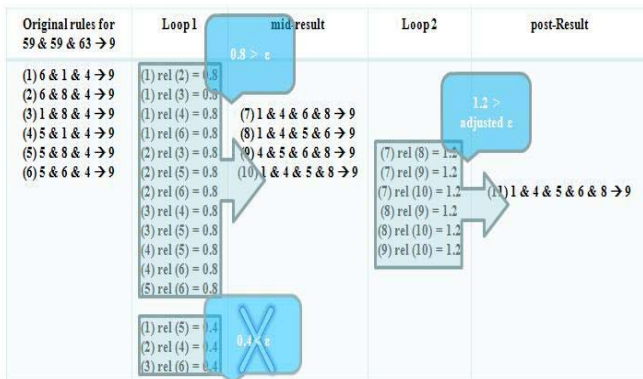 Original rules for
59 & 59 & 63 → 9
(1) 6 & 1 & 4 → 9
(2) 6 & 8 & 4 → 9
(3) 1 & 8 & 4 → 9
(4) 5 & 1 & 4 → 9
(5) 5 & 8 & 4 → 9
(6) 5 & 6 & 4 → 9
Loop 1
(1) rel (2) = 0.8
(1) rel (3) = 0.8
(1) rel (4) = 0.8
(1) rel (6) = 0.8
(2) rel (3) = 0.8
(2) rel (5) = 0.8
(2) rel (6) = 0.8
(3) rel (4) = 0.8
(3) rel (5) = 0.8
(4) rel (5) = 0.8
(4) rel (6) = 0.8
(5) rel (6) = 0.8
(1) rel (5) = 0.4
(2) rel (4) = 0.4
(3) rel (6) = 0.4
0.8 > ε
0.4 < ε
mid-result
(7) 1 & 4 & 6 & 8 → 9
(8) 1 & 4 & 5 & 6 → 9
(9) 4 & 5 & 6 & 8 → 9
(10) 1 & 4 & 5 & 8 → 9
Loop 2
(7) rel (8) = 1.2
(7) rel (9) = 1.2
(7) rel (10) = 1.2
(8) rel (9) = 1.2
(8) rel (10) = 1.2
(9) rel (10) = 1.2
1.2 >
adjusted ε
post-Result
(11) 1 & 4 & 5 & 6 & 8 → 9